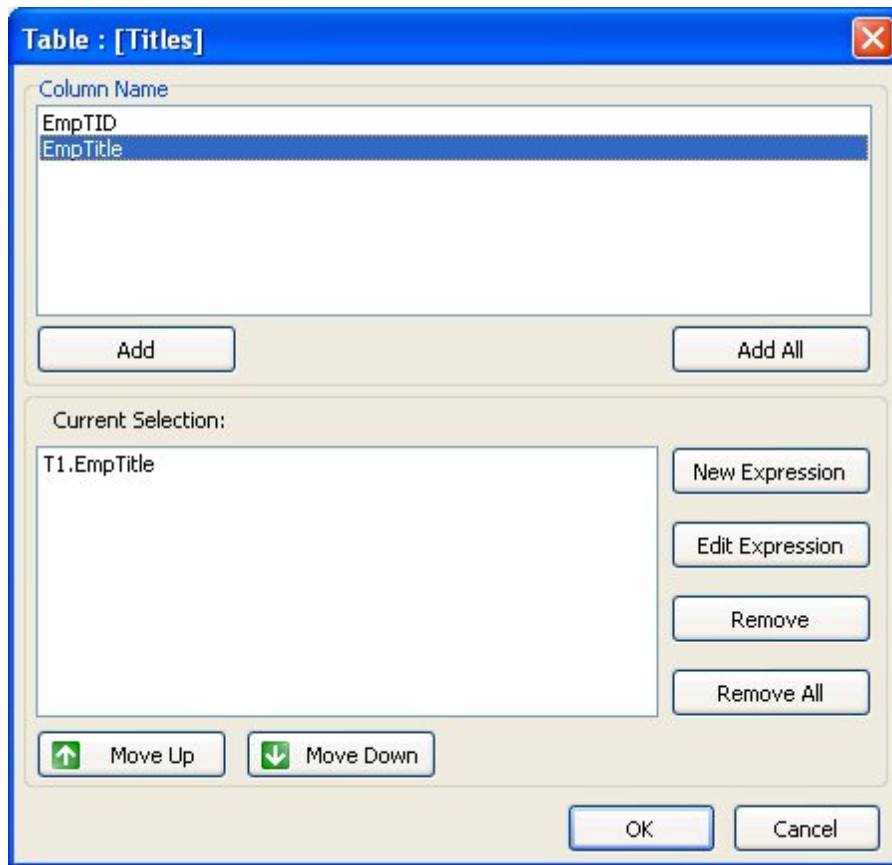 Table : [Titles]
Column Name
EmpTID
EmpTitle
Add
Add All
Current Selection:
T1.EmpTitle
New Expression
Edit Expression
Remove
Remove All
Move Up
Move Down
OK
Cancel